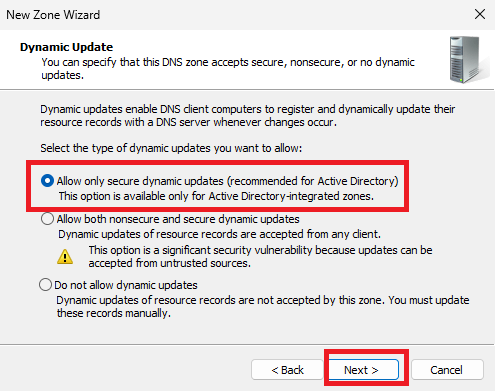 New Zone Wizard
Dynamic Update
You can specify that this DNS zone accepts secure, nonsecure, or no dynamic
updates.
Dynamic updates enable DNS client computers to register and dynamically update their
resource records with a DNS server whenever changes occur.
Select the type of dynamic updates you want to allow:
Allow only secure dynamic updates (recommended for Active Directory)
This option is available only for Active Directory-integrated zones.
Allow both nonsecure and secure dynamic updates
Dynamic updates of resource records are accepted from any client.
This option is a significant security vulnerability because updates can be
accepted from untrusted sources.
Do not allow dynamic updates
Dynamic updates of resource records are not accepted by this zone. You must update
these records manually.
< Back
Next >
Cancel